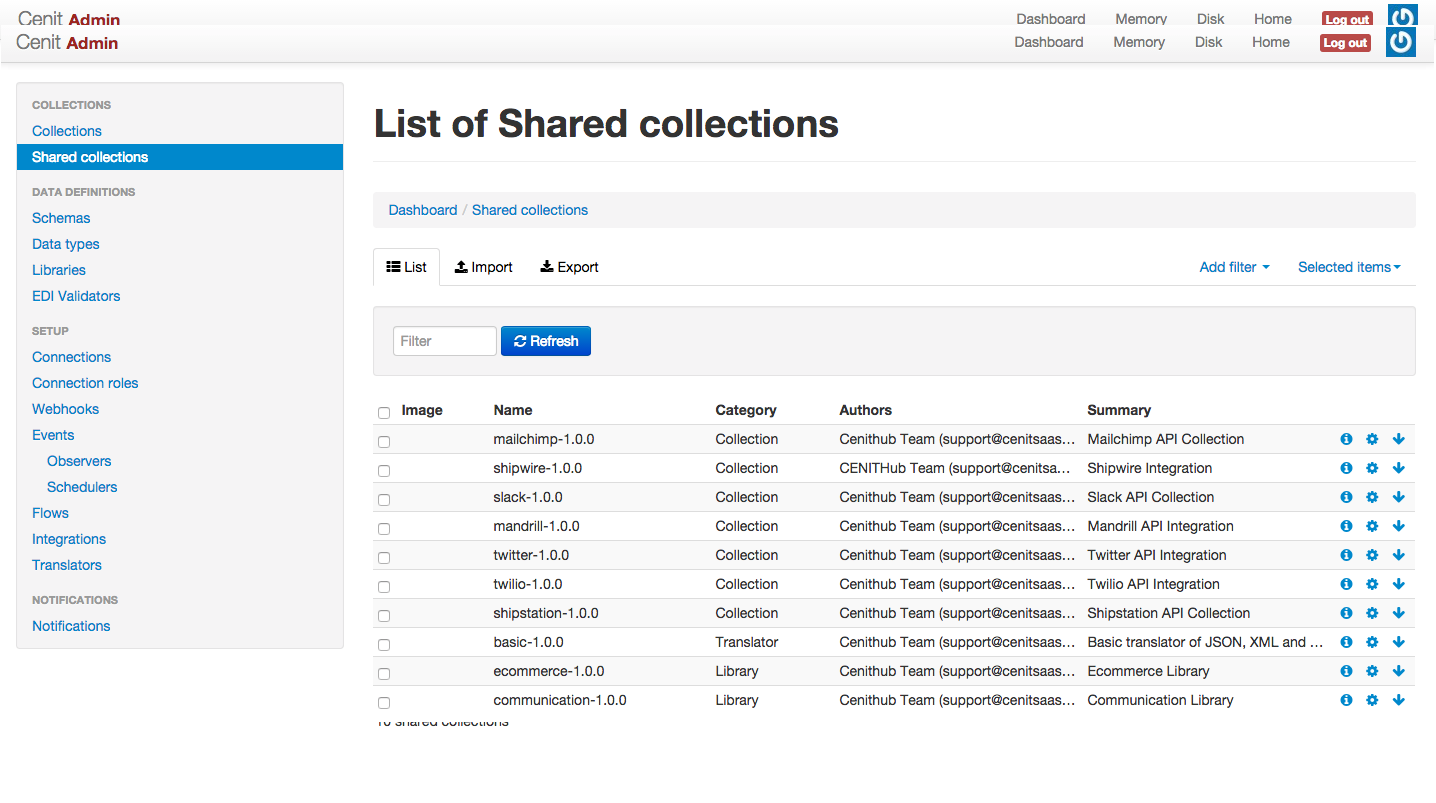 Cenit Admin Dashboard Memory Disk Home Log out
Cenit Admin Dashboard Memory Disk Home Log out
COLLECTIONS
Collections
Shared collections
DATA DEFINITIONS
Schemas
Data types
Libraries
EDI Validators
SETUP
Connections
Connection roles
Webhooks
Events
Observers
Schedulers
Flows
Integrations
Translators
NOTIFICATIONS
Notifications
List of Shared collections
Dashboard / Shared collections
List Import Export Add filter Selected items
Filter Refresh
Image Name Category Authors Summary
mailchimp-1.0.0 Collection Cenithub Team (support@cenitsaas... Mailchimp API Collection
shipwire-1.0.0 Collection CENITHub Team (support@cenitsa... Shipwire Integration
slack-1.0.0 Collection Cenithub Team (support@cenitsaas... Slack API Collection
mandrill-1.0.0 Collection Cenithub Team (support@cenitsaas... Mandrill API Integration
twitter-1.0.0 Collection Cenithub Team (support@cenitsaas... Twitter API Integration
twilio-1.0.0 Collection Cenithub Team (support@cenitsaas... Twilio API Integration
shipstation-1.0.0 Collection Cenithub Team (support@cenitsaas... Shipstation API Collection
basic-1.0.0 Translator Cenithub Team (support@cenitsaas... Basic translator of JSON, XML and ...
ecommerce-1.0.0 Library Cenithub Team (support@cenitsaas... Ecommerce Library
communication-1.0.0 Library Cenithub Team (support@cenitsaas... Communication Library
10 shared collections